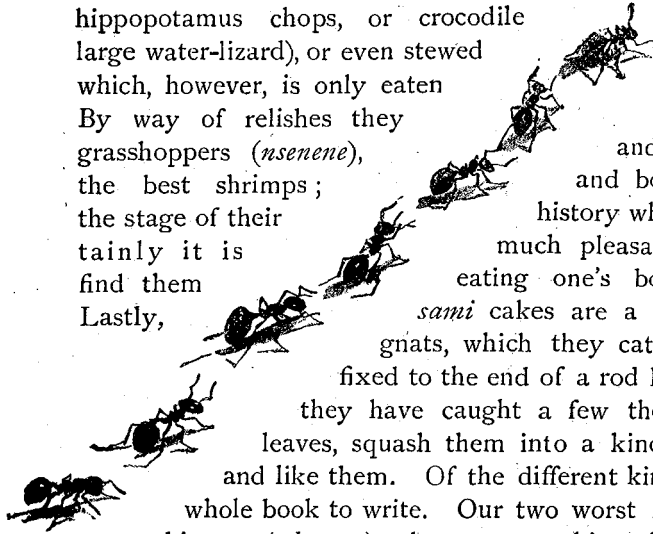 hippopotamus chops, or crocodile
large water-lizard), or even stewed
which, however, is only eaten
By way of relishes they
grasshoppers (nsenene), and
the best shrimps ; and bo
the stage of their history wh
tainly it is much pleasa
find them eating one's bo
Lastly, sami cakes are a
gnats, which they cat
fixed to the end of a rod
they have caught a few the
leaves, squash them into a kind
and like them. Of the different kin
whole book to write. Our two worst